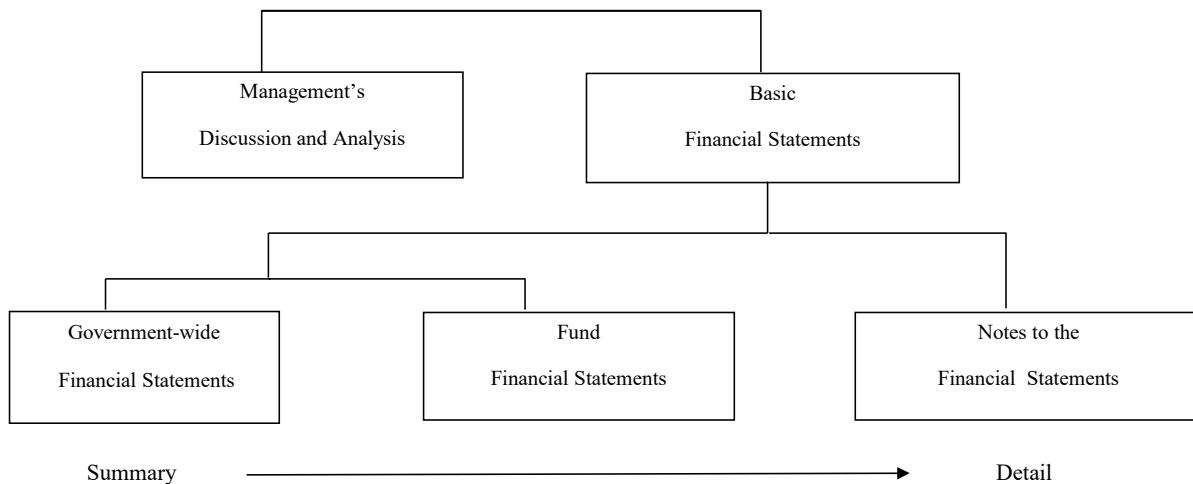 Management’s
Discussion and Analysis
Basic
Financial Statements
Government-wide
Financial Statements
Fund
Financial Statements
Notes to the
Financial  Statements
Summary
Detail